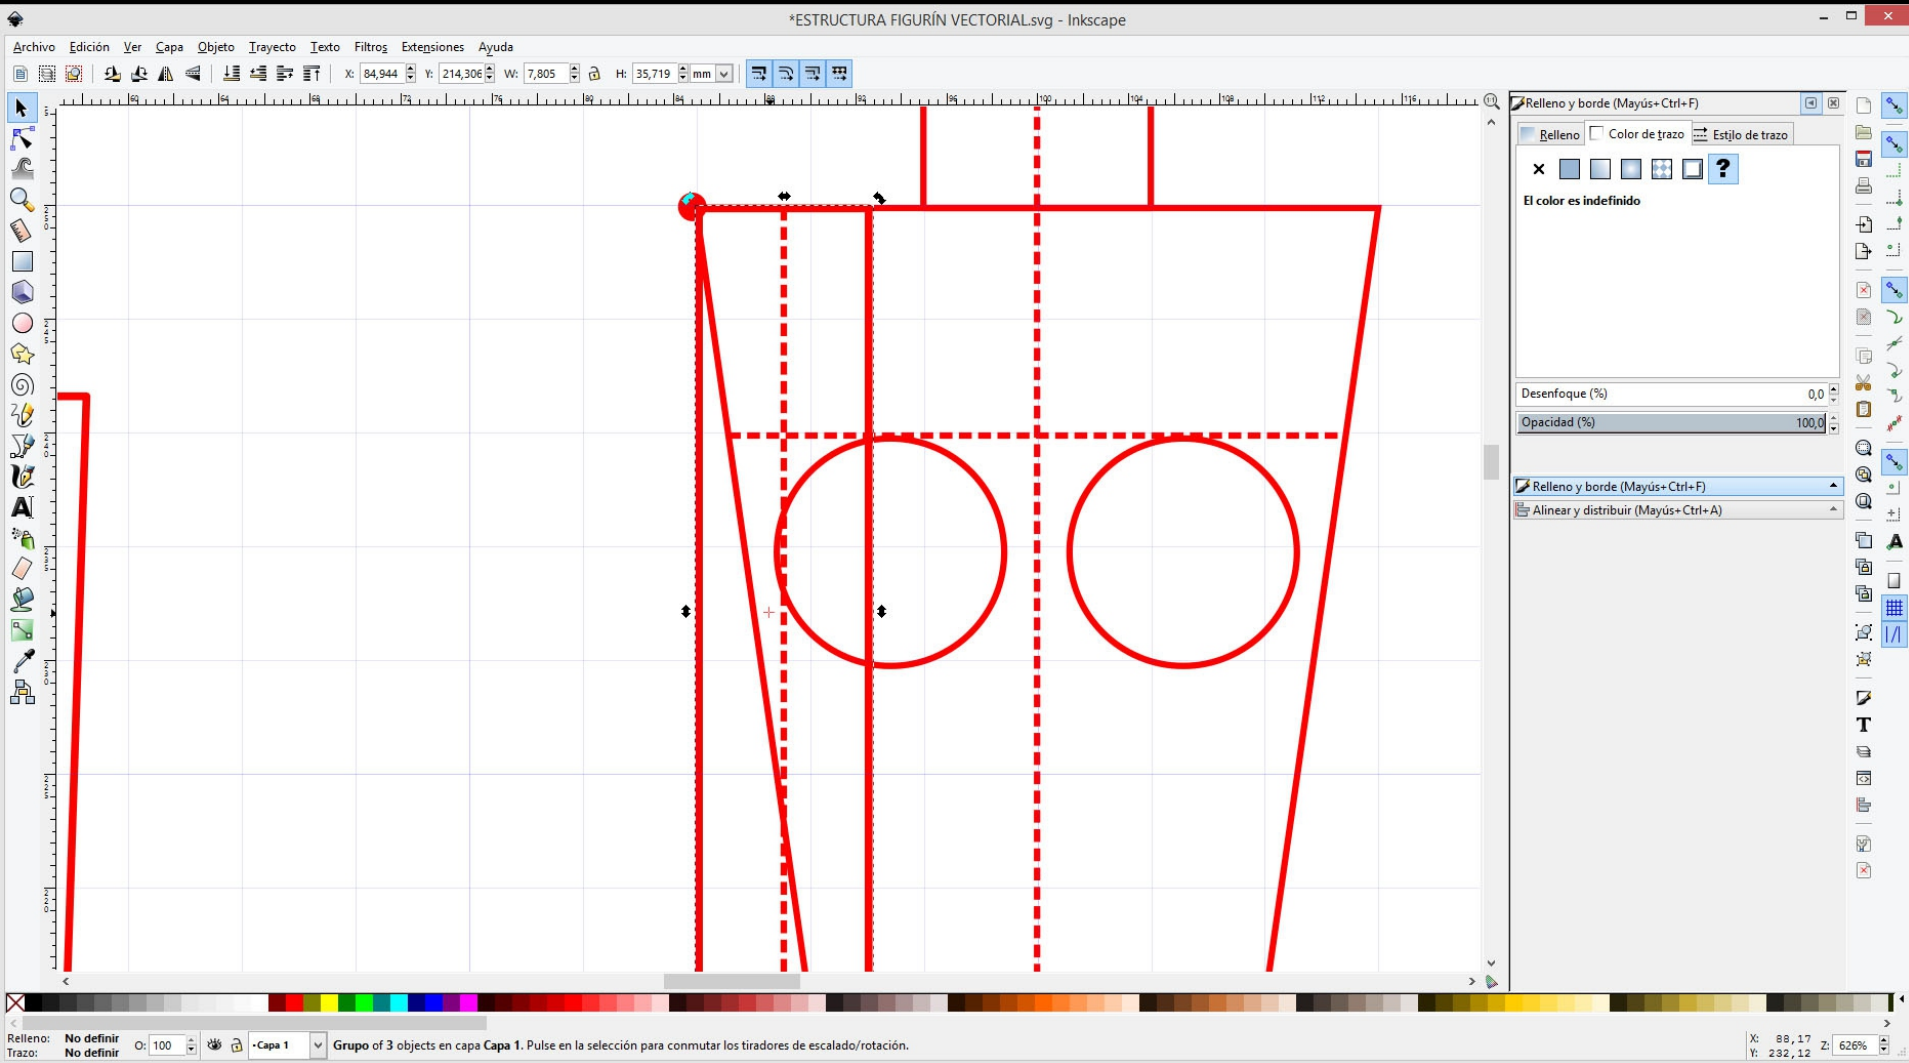 *ESTRUCTURA FIGURÍN VECTORIAL.svg - Inkscape
Archivo Edición Ver Capa Objeto Trayecto Texto Filtros Extensiones Ayuda
X: 84,944 Y: 214,306 W: 7,805 H: 35,719 mm
Relleno y borde (Mayús+Ctrl+F)
Relleno Color de trazo Estilo de trazo
?
El color es indefinido
Desenfoque (%) 0,0
Opacidad (%) 100,0
Relleno y borde (Mayús+Ctrl+F)
Alinear y distribuir (Mayús+Ctrl+A)
Relleno: No definir
Trazo: No definir
O: 100
•Capa 1
Grupo of 3 objects en capa Capa 1. Pulse en la selección para conmutar los tiradores de escalado/rotación.
X: 88,17
Y: 232,12
Z: 626%